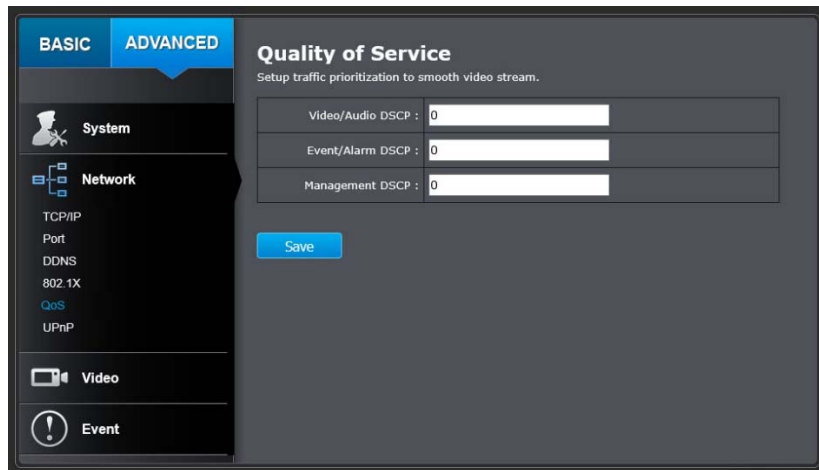 BASIC ADVANCED
System
Network
TCP/IP
Port
DDNS
802.1X
QoS
UPnP
Video
Event
Quality of Service
Setup traffic prioritization to smooth video stream.
Video/Audio DSCP : 0
Event/Alarm DSCP : 0
Management DSCP : 0
Save